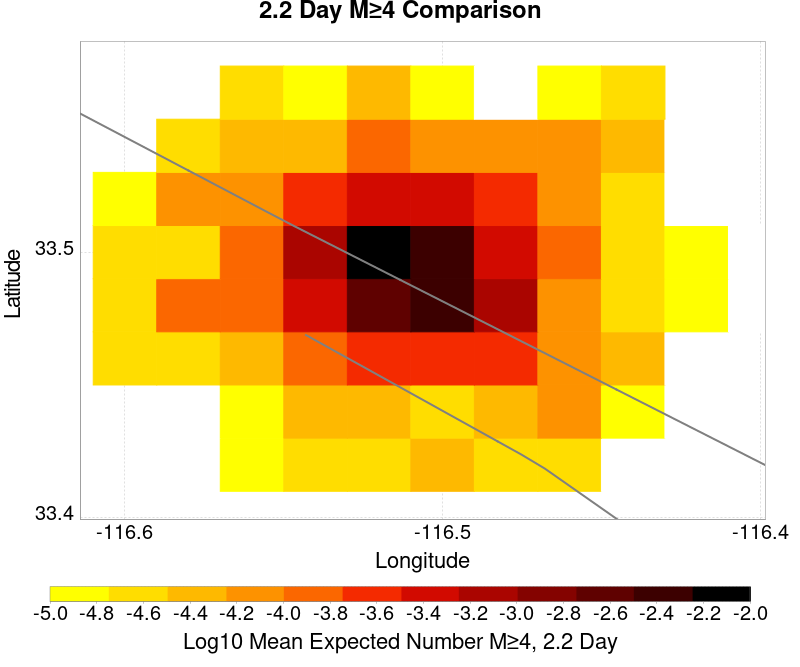 2.2 Day M≥4 Comparison
Latitude
33.5
33.4
-116.6 -116.5 -116.4
Longitude
-5.0 -4.8 -4.6 -4.4 -4.2 -4.0 -3.8 -3.6 -3.4 -3.2 -3.0 -2.8 -2.6 -2.4 -2.2 -2.0
Log10 Mean Expected Number M≥4, 2.2 Day